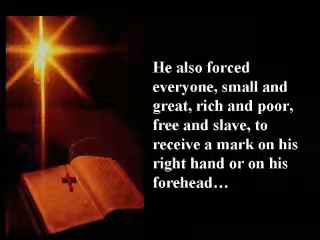 He also forced
everyone, small and
great, rich and poor,
free and slave, to
receive a mark on his
right hand or on his
forehead…